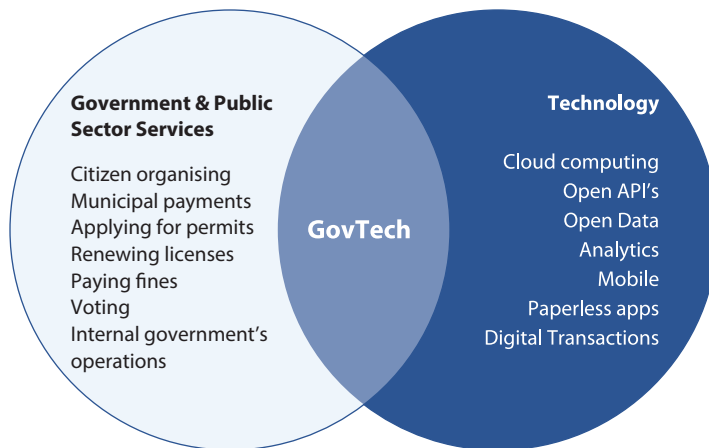 Government & Public
Sector Services
Citizen organising
Municipal payments
Applying for permits
Renewing licenses
Paying fines
Voting
Internal government’s
operations
GovTech
Technology
Cloud computing
Open API's
Open Data
Analytics
Mobile
Paperless apps
Digital Transactions